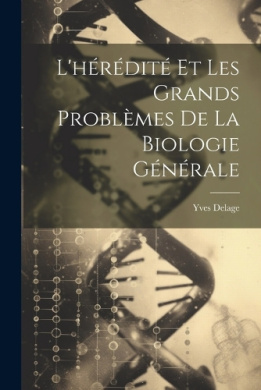 L'hérédité Et Les
Grands
Problèmes De La
Biologie
Générale
Yves Delage